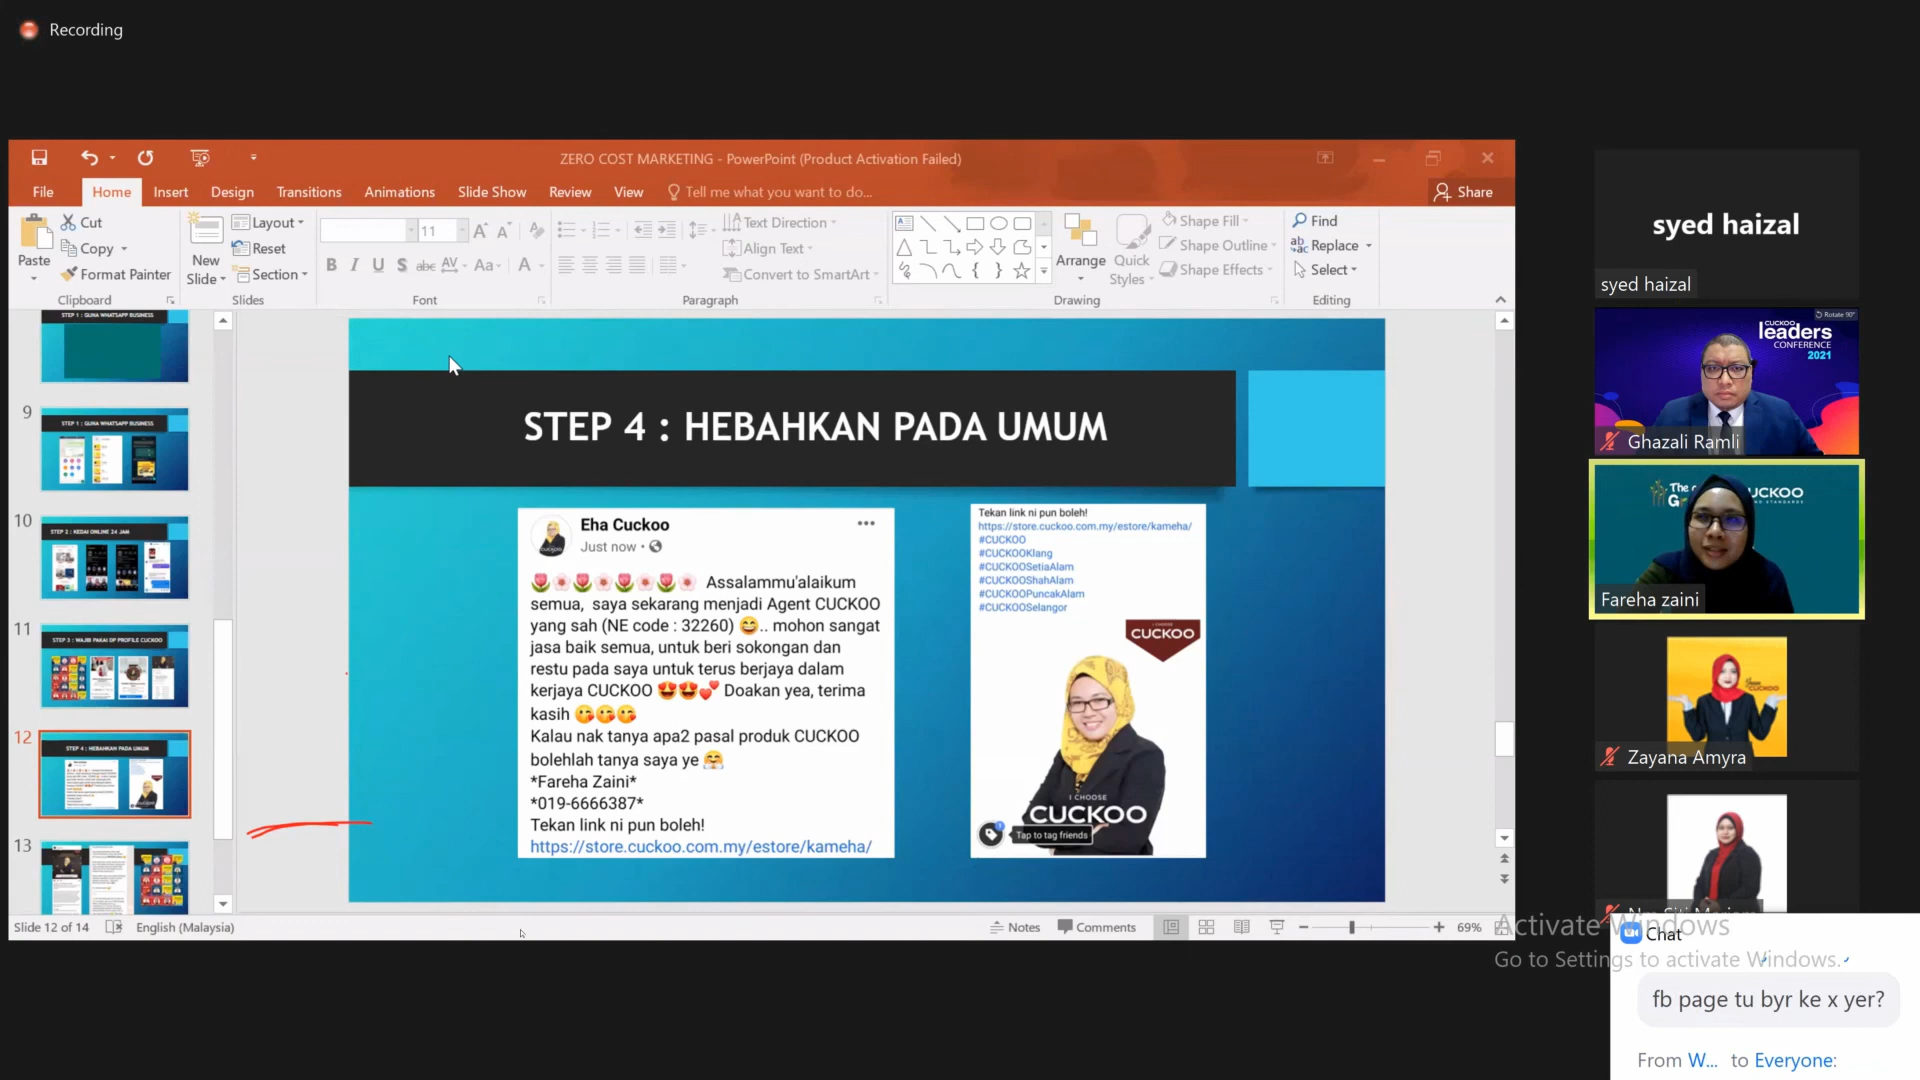 Recording
ZERO COST MARKETING - PowerPoint (Product Activation Failed)
File Home Insert Design Transitions Animations Slide Show Review View Tell me what you want to do... Share
Paste
Cut
Copy
Format Painter
Clipboard
New
Slide
Layout
Reset
Section
Slides
11
Font
Text Direction
Align Text
Convert to SmartArt
Paragraph
Arrange
Quick
Styles
Shape Fill
Shape Outline
Shape Effects
Drawing
Find
Replace
Select
Editing
STEP 1 : GUNA WHATSAPP BUSINESS
9
STEP 1 : GUNA WHATSAPP BUSINESS
10
STEP 2 : KEDAI ONLINE 24 JAM
11
STEP 3 : WAJIB PAKAI DP PROFILE CUCKOO
12
STEP 4 : HEBAHKAN PADA UMUM
13
STEP 4 : HEBAHKAN PADA UMUM
Eha Cuckoo
Just now
Assalammu'alaikum
semua, saya sekarang menjadi Agent CUCKOO
yang sah (NE code : 32260) 😄.. mohon sangat
jasa baik semua, untuk beri sokongan dan
restu pada saya untuk terus berjaya dalam
kerjaya CUCKOO 😍😍💕 Doakan yea, terima
kasih 😋😋😋
Kalau nak tanya apa2 pasal produk CUCKOO
bolehlah tanya saya ye 🤗
*Fareha Zaini*
*019-6666387*
Tekan link ni pun boleh!
https://store.cuckoo.com.my/estore/kameha/
Tekan link ni pun boleh!
https://store.cuckoo.com.my/estore/kameha/
#CUCKOO
#CUCKOOKlang
#CUCKOOSetiaAlam
#CUCKOOShahAlam
#CUCKOOPuncakAlam
#CUCKOOSelangor
I CHOOSE
CUCKOO
I CHOOSE
CUCKOO
Tap to tag friends
Slide 12 of 14 English (Malaysia) Notes Comments 69%
syed haizal
syed haizal
Rotate 90°
CUCKOO
leaders
CONFERENCE
2021
Ghazali Ramli
Fareha zaini
CUCKOO
Zayana Amyra
Activate Windows
Go to Settings to activate Windows.
Chat
fb page tu byr ke x yer?
From W... to Everyone: